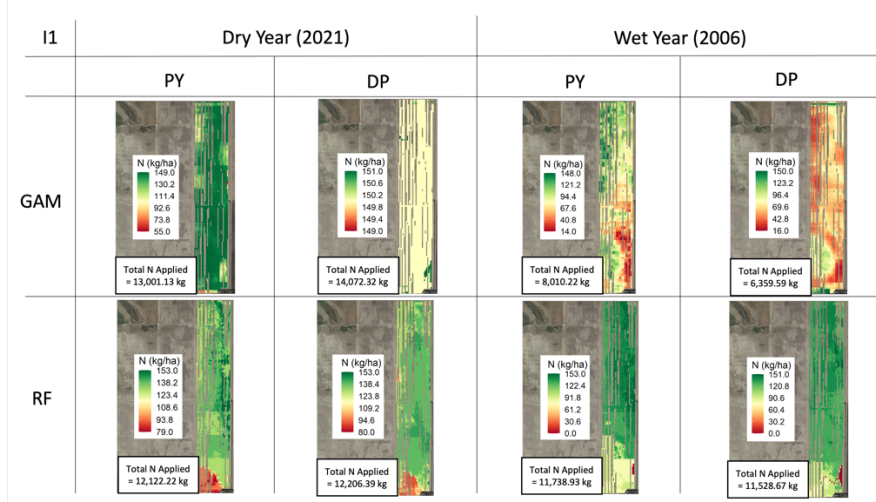 I1
Dry Year (2021)
Wet Year (2006)
PY
DP
PY
DP
GAM
N (kg/ha)
149.0
130.2
111.4
92.6
73.8
55.0
Total N Applied
= 13,001.13 kg
N (kg/ha)
151.0
150.6
150.2
149.8
149.4
149.0
Total N Applied
= 14,072.32 kg
N (kg/ha)
148.0
121.2
94.4
67.6
40.8
14.0
Total N Applied
= 8,010.22 kg
N (kg/ha)
150.0
123.2
96.4
69.6
42.8
16.0
Total N Applied
= 6,359.59 kg
RF
N (kg/ha)
153.0
138.2
123.4
108.6
93.8
79.0
Total N Applied
= 12,122.22 kg
N (kg/ha)
153.0
138.4
123.8
109.2
94.6
80.0
Total N Applied
= 12,206.39 kg
N (kg/ha)
153.0
122.4
91.8
61.2
30.6
0.0
Total N Applied
= 11,738.93 kg
N (kg/ha)
151.0
120.8
90.6
60.4
30.2
0.0
Total N Applied
= 11,528.67 kg